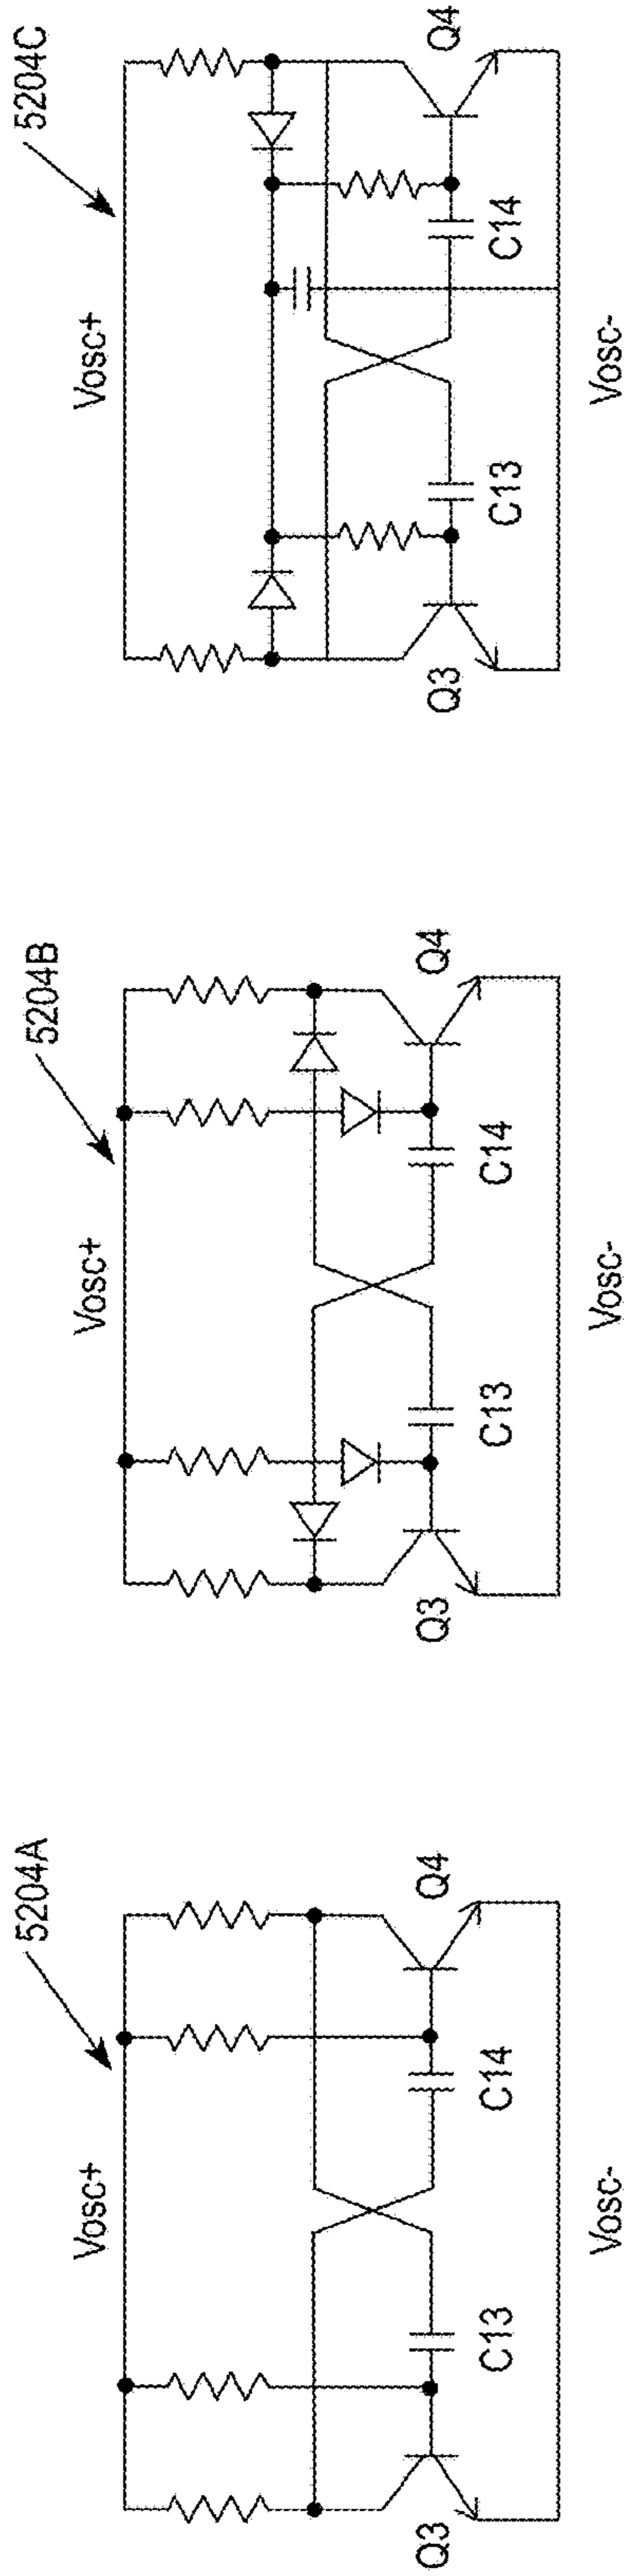 5204A
Vosc+
Q3
C13
C14
Q4
Vosc-
5204B
Vosc+
Q3
C13
C14
Q4
Vosc-
5204C
Vosc+
Q3
C13
C14
Q4
Vosc-